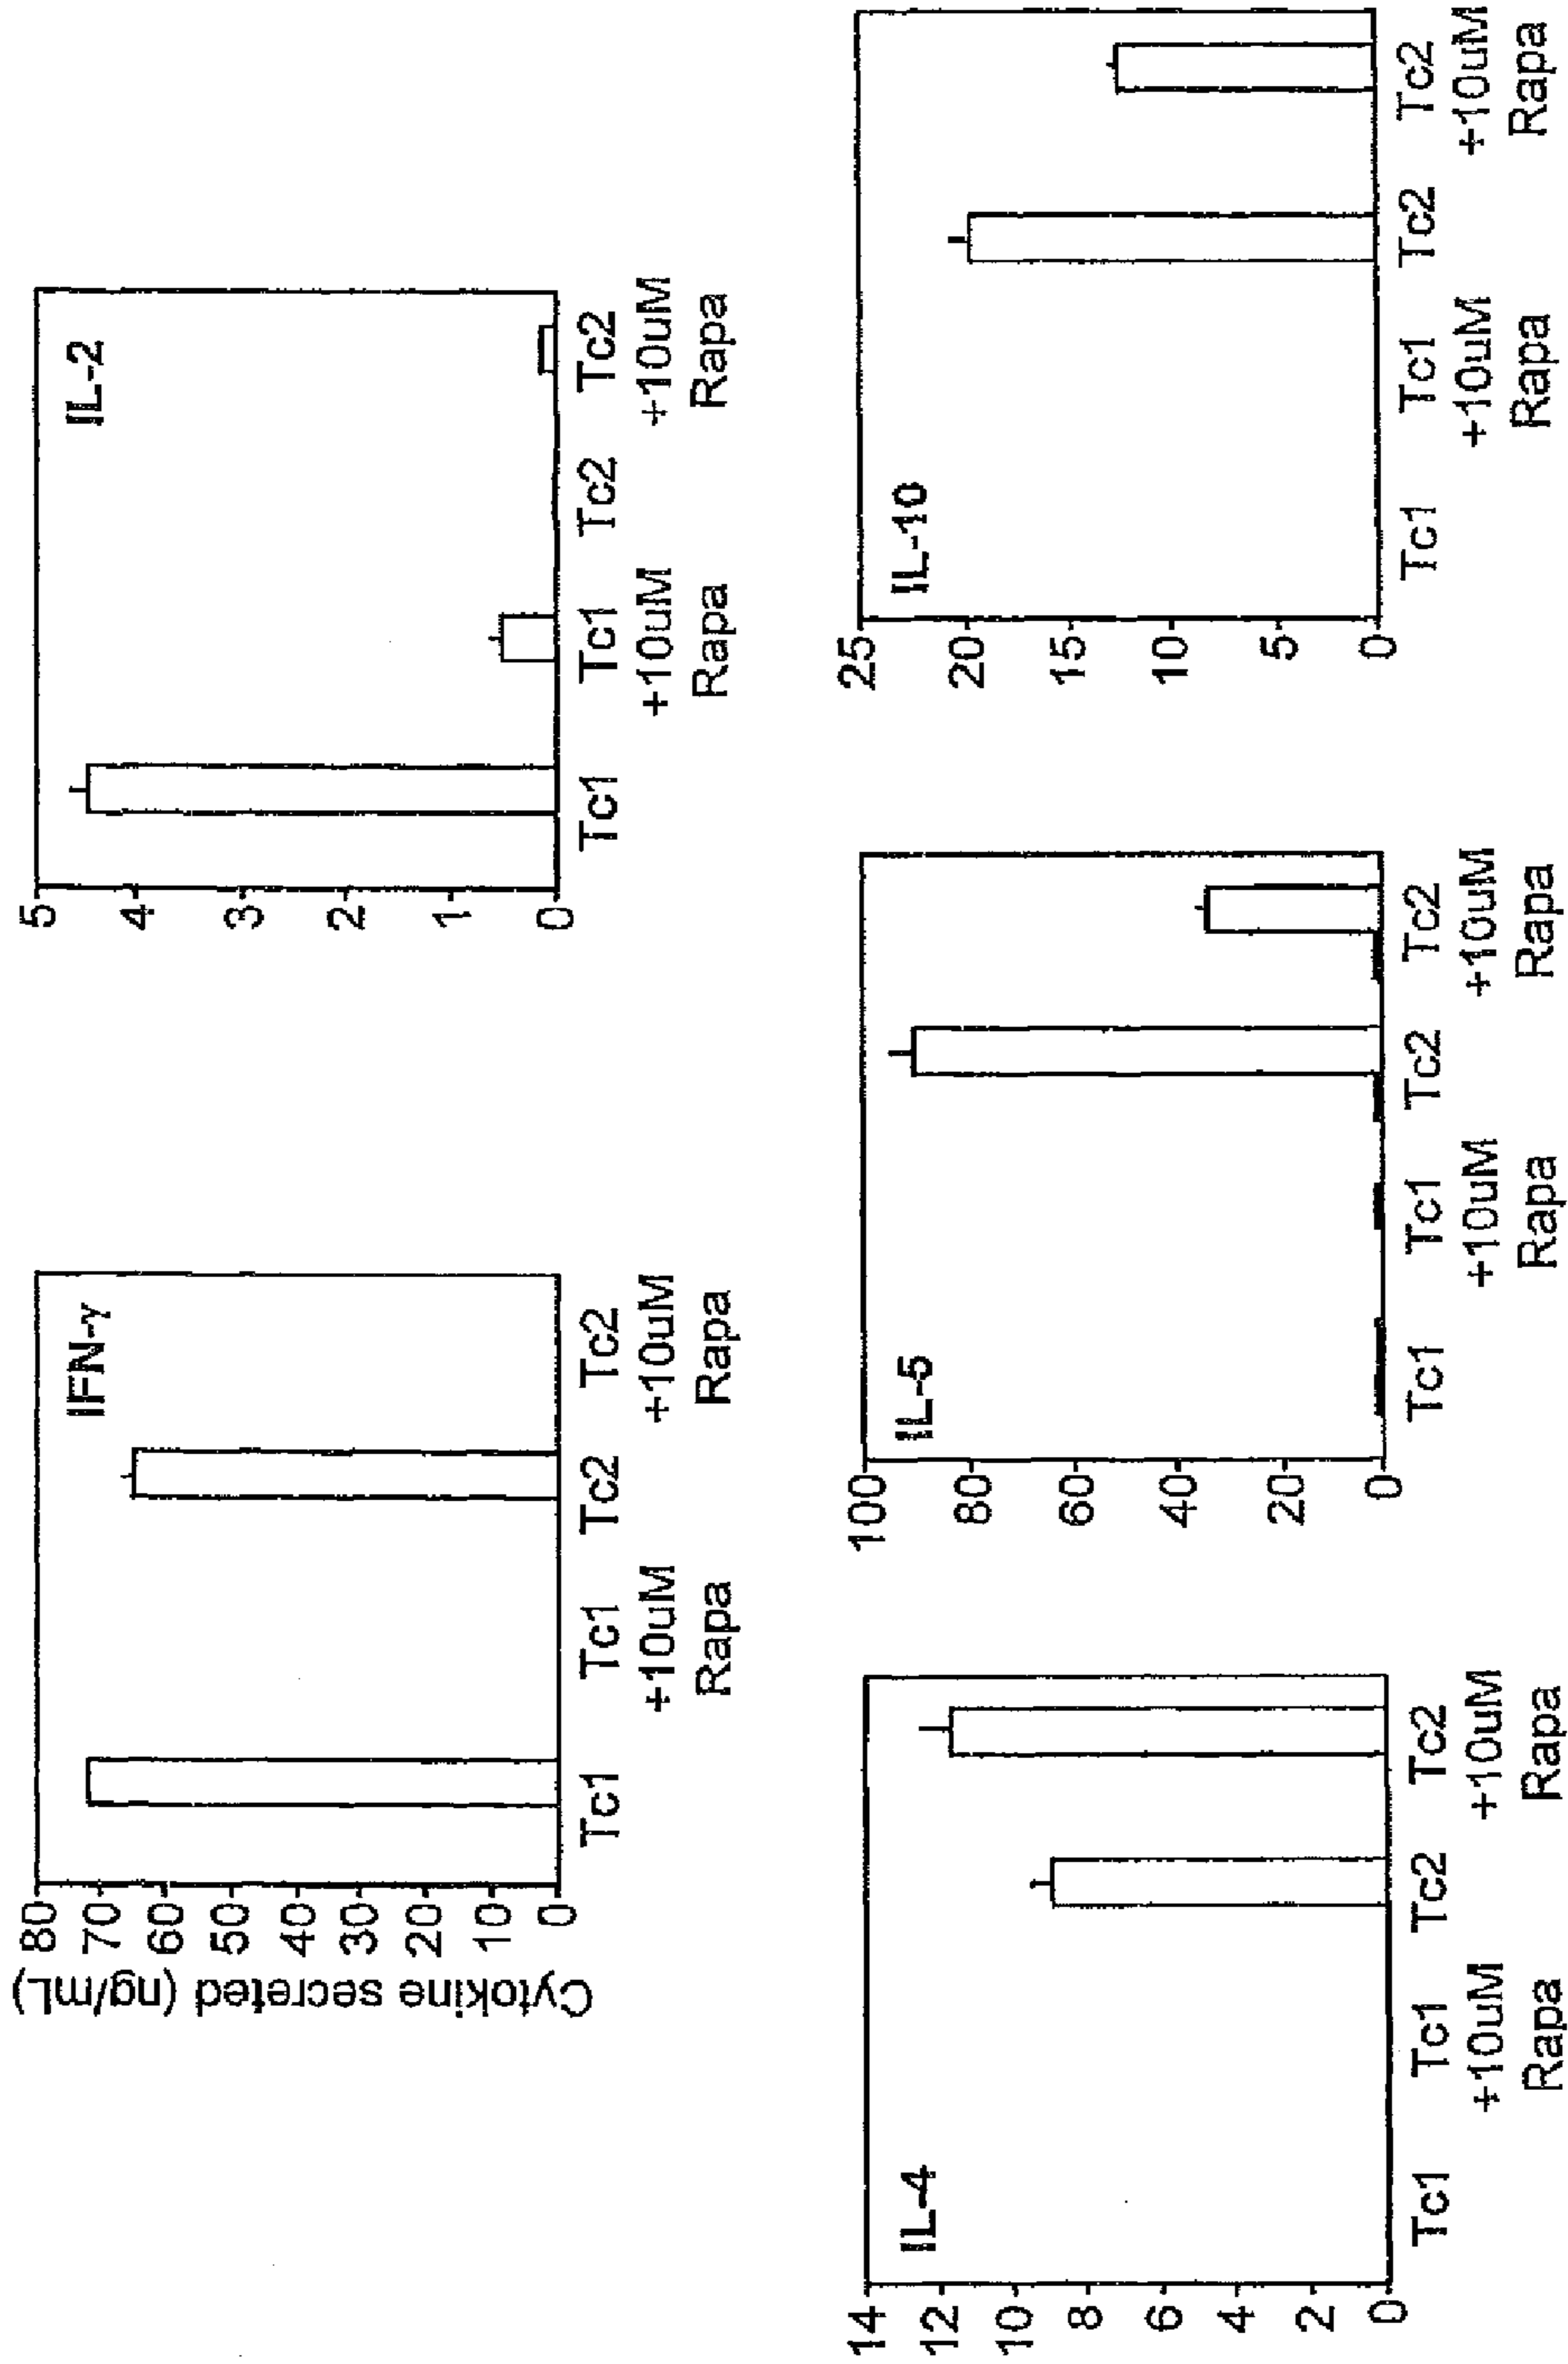 Cytokine secreted (ng/mL)
80
70
60
50
40
30
20
10
0
IFN-γ
Tc1 Tc1 Tc2 Tc2
+10uM +10uM
Rapa Rapa
5
4
3
2
1
0
IL-2
Tc1 Tc1 Tc2 Tc2
+10uM +10uM
Rapa Rapa
14
12
10
8
6
4
2
0
IL-4
Tc1 Tc1 Tc2 Tc2
+10uM +10uM
Rapa Rapa
100
80
60
40
20
0
IL-5
Tc1 Tc1 Tc2 Tc2
+10uM +10uM
Rapa Rapa
25
20
15
10
5
0
IL-10
Tc1 Tc1 Tc2 Tc2
+10uM +10uM
Rapa Rapa